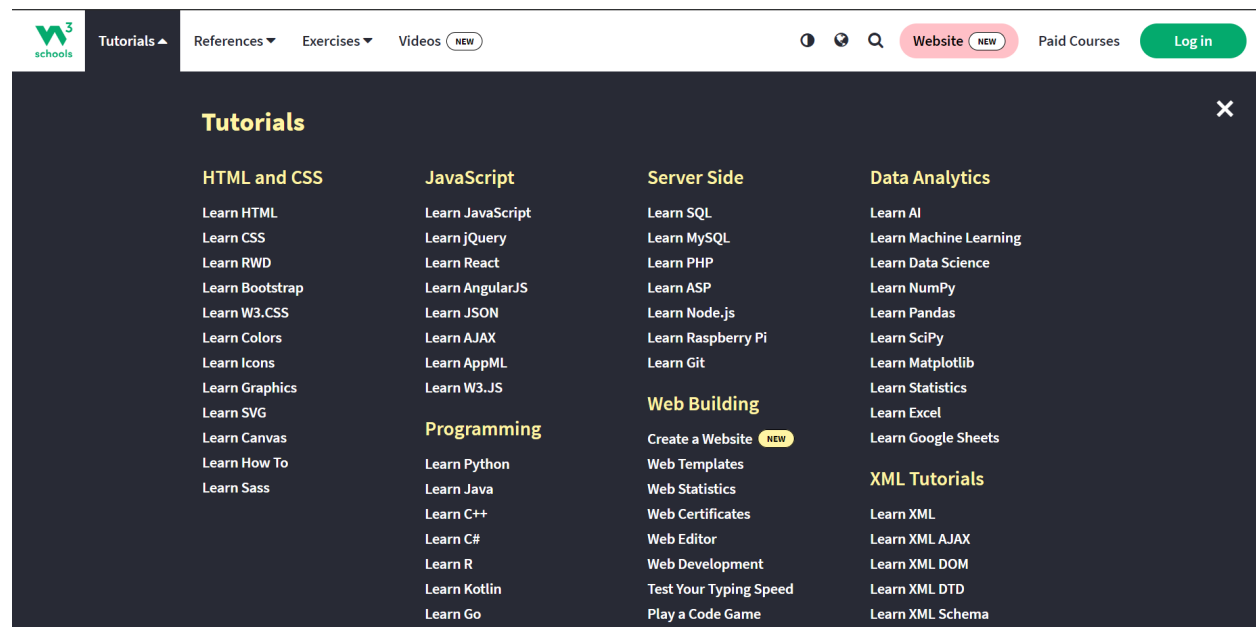 W3
schools
Tutorials
References
Exercises
Videos NEW
Website NEW
Paid Courses
Log in
Tutorials
HTML and CSS
Learn HTML
Learn CSS
Learn RWD
Learn Bootstrap
Learn W3.CSS
Learn Colors
Learn Icons
Learn Graphics
Learn SVG
Learn Canvas
Learn How To
Learn Sass
JavaScript
Learn JavaScript
Learn jQuery
Learn React
Learn AngularJS
Learn JSON
Learn AJAX
Learn AppML
Learn W3.JS
Programming
Learn Python
Learn Java
Learn C++
Learn C#
Learn R
Learn Kotlin
Learn Go
Server Side
Learn SQL
Learn MySQL
Learn PHP
Learn ASP
Learn Node.js
Learn Raspberry Pi
Learn Git
Web Building
Create a Website NEW
Web Templates
Web Statistics
Web Certificates
Web Editor
Web Development
Test Your Typing Speed
Play a Code Game
Data Analytics
Learn AI
Learn Machine Learning
Learn Data Science
Learn NumPy
Learn Pandas
Learn SciPy
Learn Matplotlib
Learn Statistics
Learn Excel
Learn Google Sheets
XML Tutorials
Learn XML
Learn XML AJAX
Learn XML DOM
Learn XML DTD
Learn XML Schema